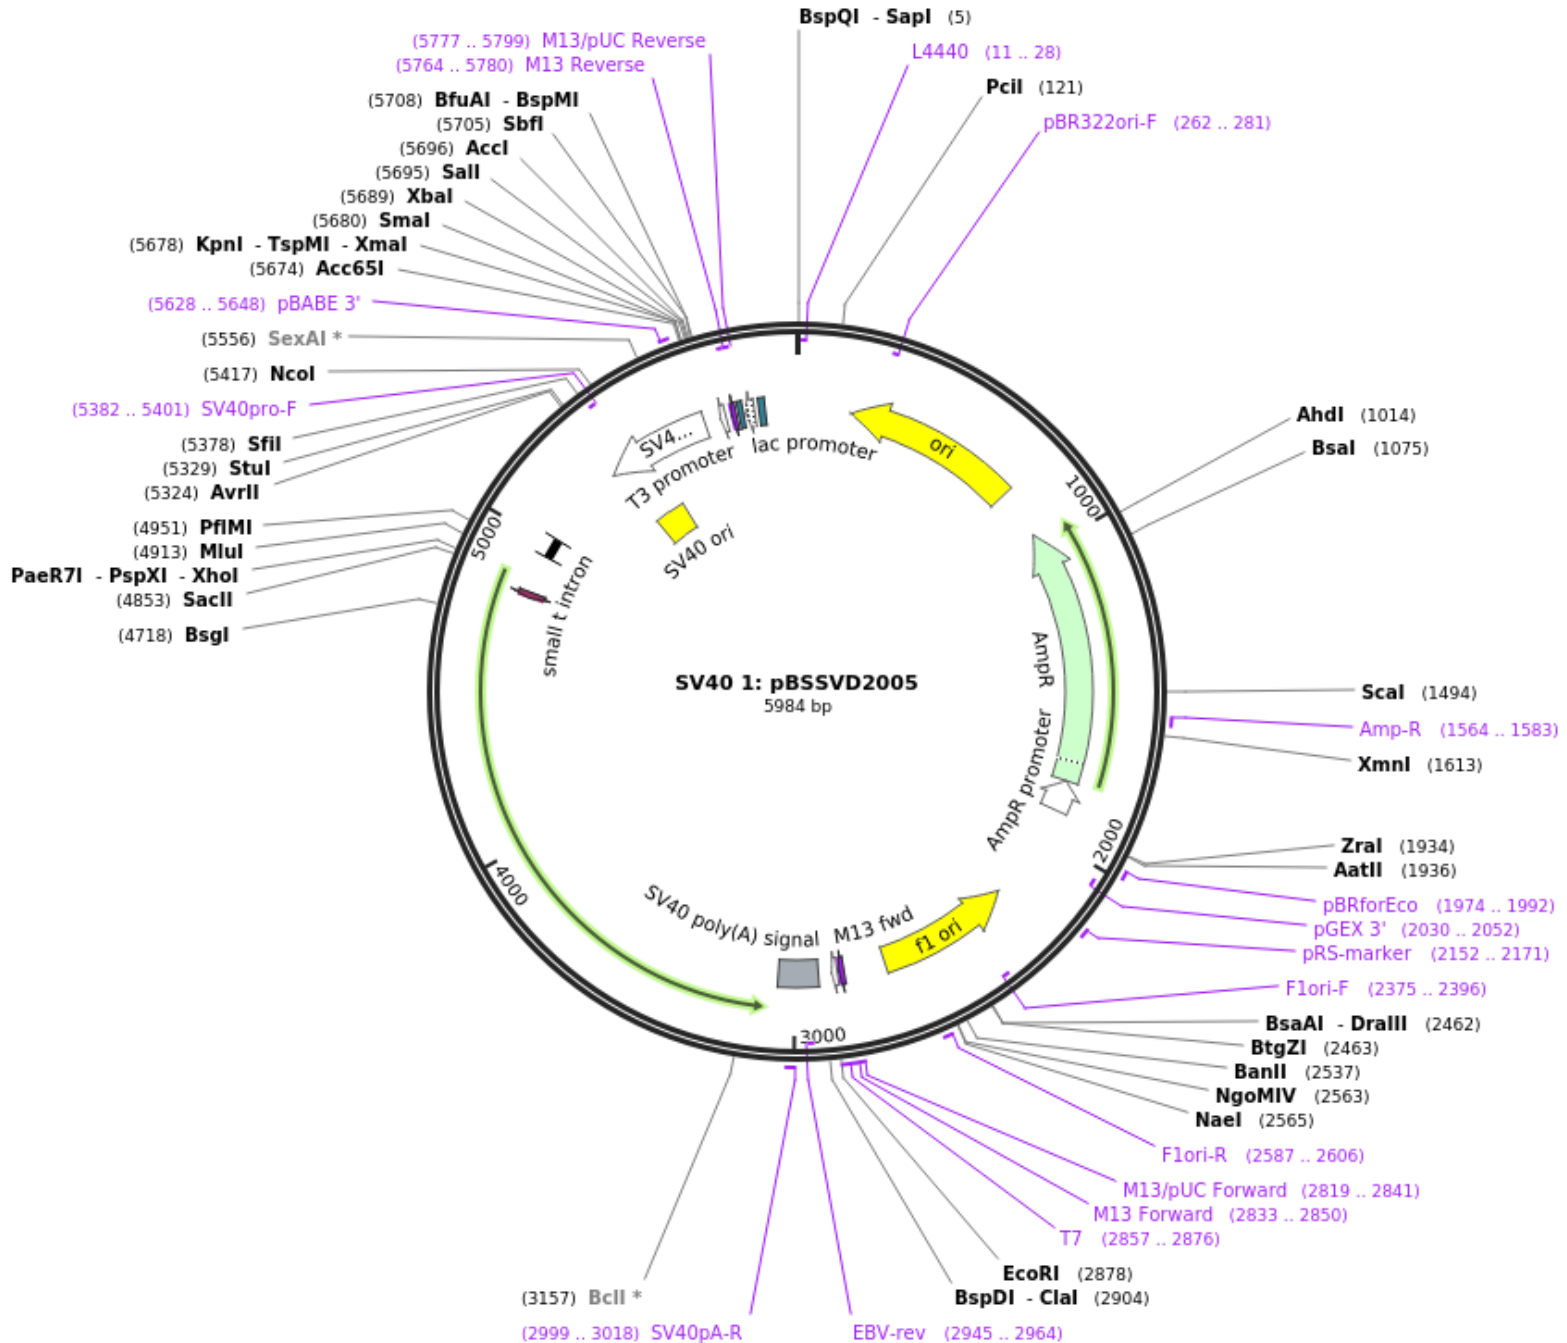 BspQI - SapI (5)
L4440 (11 .. 28)
PciI (121)
pBR322ori-F (262 .. 281)
AhdI (1014)
BsaI (1075)
ScaI (1494)
Amp-R (1564 .. 1583)
XmnI (1613)
ZraI (1934)
AatII (1936)
pBRforEco (1974 .. 1992)
pGEX 3' (2030 .. 2052)
pRS-marker (2152 .. 2171)
F1ori-F (2375 .. 2396)
BsaAI - DraIII (2462)
BtgZI (2463)
BanII (2537)
NgoMIV (2563)
NaeI (2565)
F1ori-R (2587 .. 2606)
M13/pUC Forward (2819 .. 2841)
M13 Forward (2833 .. 2850)
T7 (2857 .. 2876)
EcoRI (2878)
BspDI - ClaI (2904)
EBV-rev (2945 .. 2964)
(2999 .. 3018) SV40pA-R
(3157) BclI *
(4718) BsgI
(4853) SacII
PaeR7I - PspXI - XhoI
(4913) MluI
(4951) PflMI
(5324) AvrII
(5329) StuI
(5378) SfiI
(5382 .. 5401) SV40pro-F
(5417) NcoI
(5556) SexAI *
(5628 .. 5648) pBABE 3'
(5674) Acc65I
(5678) KpnI - TspMI - XmaI
(5680) SmaI
(5689) XbaI
(5695) SalI
(5696) AccI
(5705) SbfI
(5708) BfuAI - BspMI
(5764 .. 5780) M13 Reverse
(5777 .. 5799) M13/pUC Reverse
1000
2000
3000
4000
5000
SV4...
T3 promoter
lac promoter
ori
SV40 ori
small t intron
AmpR
AmpR promoter
f1 ori
M13 fwd
SV40 poly(A) signal
SV40 1: pBSSVD2005
5984 bp